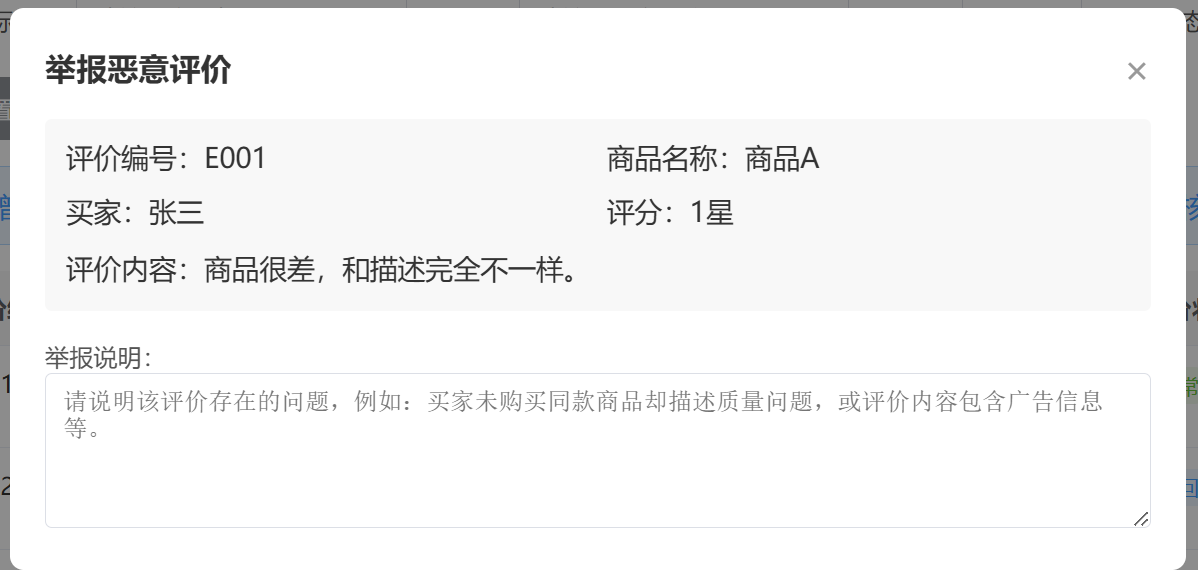 举报恶意评价
评价编号：E001
商品名称：商品A
买家：张三
评分：1星
评价内容：商品很差，和描述完全不一样。
举报说明：
请说明该评价存在的问题，例如：买家未购买同款商品却描述质量问题，或评价内容包含广告信息
等。